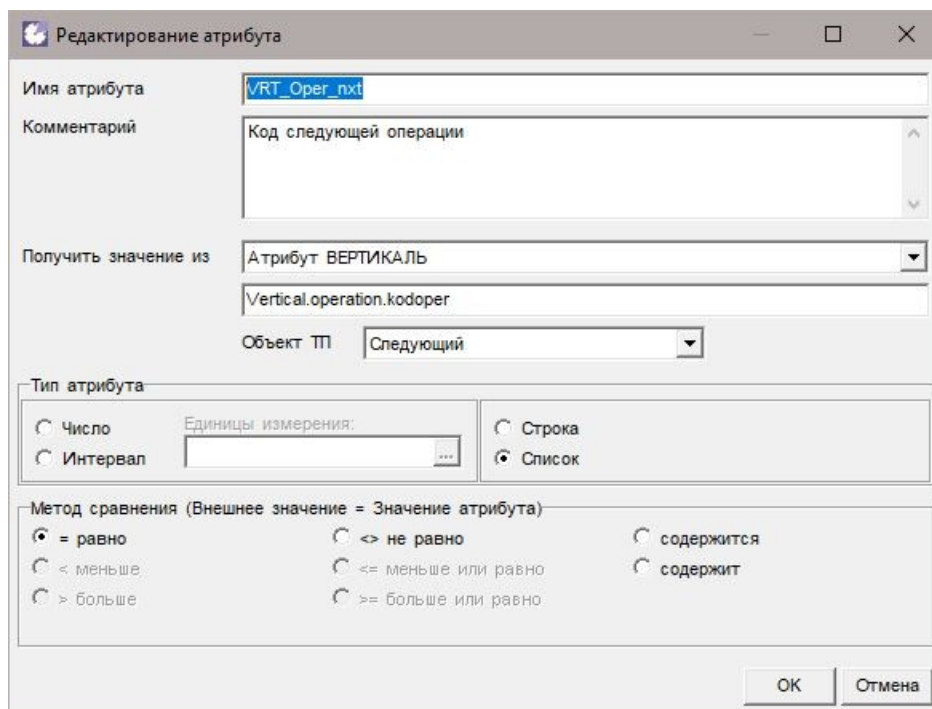 Редактирование атрибута
Имя атрибута
VRT_Oper_nxt
Комментарий
Код следующей операции
Получить значение из
Атрибут ВЕРТИКАЛЬ
Vertical.operation.kodoper
Объект ТП
Следующий
Тип атрибута
Число
Единицы измерения:
Интервал
...
Строка
Список
Метод сравнения (Внешнее значение = Значение атрибута)
= равно
<> не равно
содержится
< меньше
<= меньше или равно
содержит
> больше
>= больше или равно
OK
Отмена